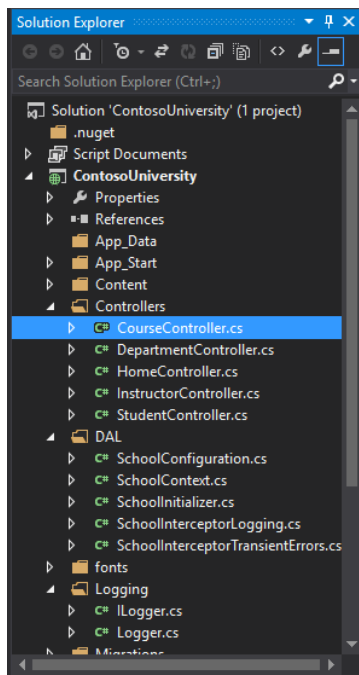 Solution Explorer
Search Solution Explorer (Ctrl+;)
Solution 'ContosoUniversity' (1 project)
.nuget
Script Documents
ContosoUniversity
Properties
References
App_Data
App_Start
Content
Controllers
C# CourseController.cs
C# DepartmentController.cs
C# HomeController.cs
C# InstructorController.cs
C# StudentController.cs
DAL
C# SchoolConfiguration.cs
C# SchoolContext.cs
C# SchoolInitializer.cs
C# SchoolInterceptorLogging.cs
C# SchoolInterceptorTransientErrors.cs
fonts
Logging
C# ILogger.cs
C# Logger.cs
Migrations